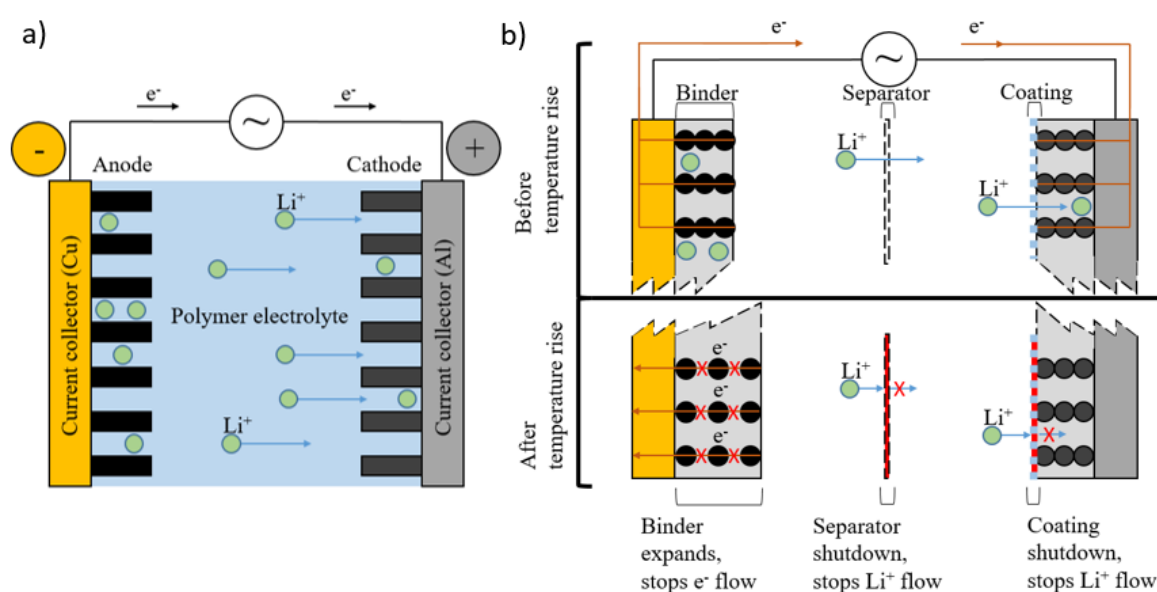 a)
e-
e-
-
+
~
Anode
Cathode
Current collector (Cu)
Li+
Polymer electrolyte
Li+
Current collector (Al)
b)
e-
e-
~
Before
temperature rise
Binder
Separator
Coating
Li+
Li+
After
temperature rise
e-
e-
e-
Li+
Li+
Binder
expands,
stops e- flow
Separator
shutdown,
stops Li+ flow
Coating
shutdown,
stops Li+ flow